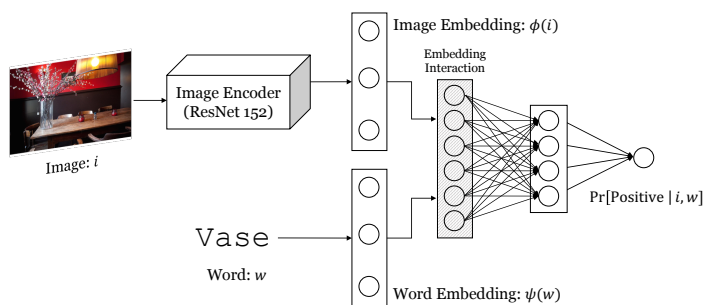 Image Embedding: ϕ(i)
Embedding
Interaction
Image Encoder
(ResNet 152)
Image: i
Pr[Positive | i, w]
Vase
Word: w
Word Embedding: ψ(w)